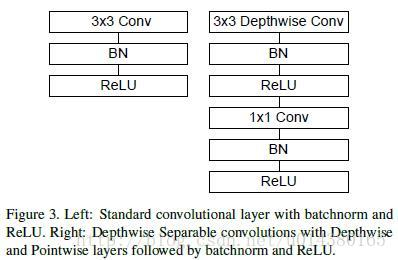 3x3 Conv
BN
ReLU
3x3 Depthwise Conv
BN
ReLU
1x1 Conv
BN
ReLU
Figure 3. Left: Standard convolutional layer with batchnorm and
ReLU. Right: Depthwise Separable convolutions with Depthwise
and Pointwise layers followed by batchnorm and ReLU.